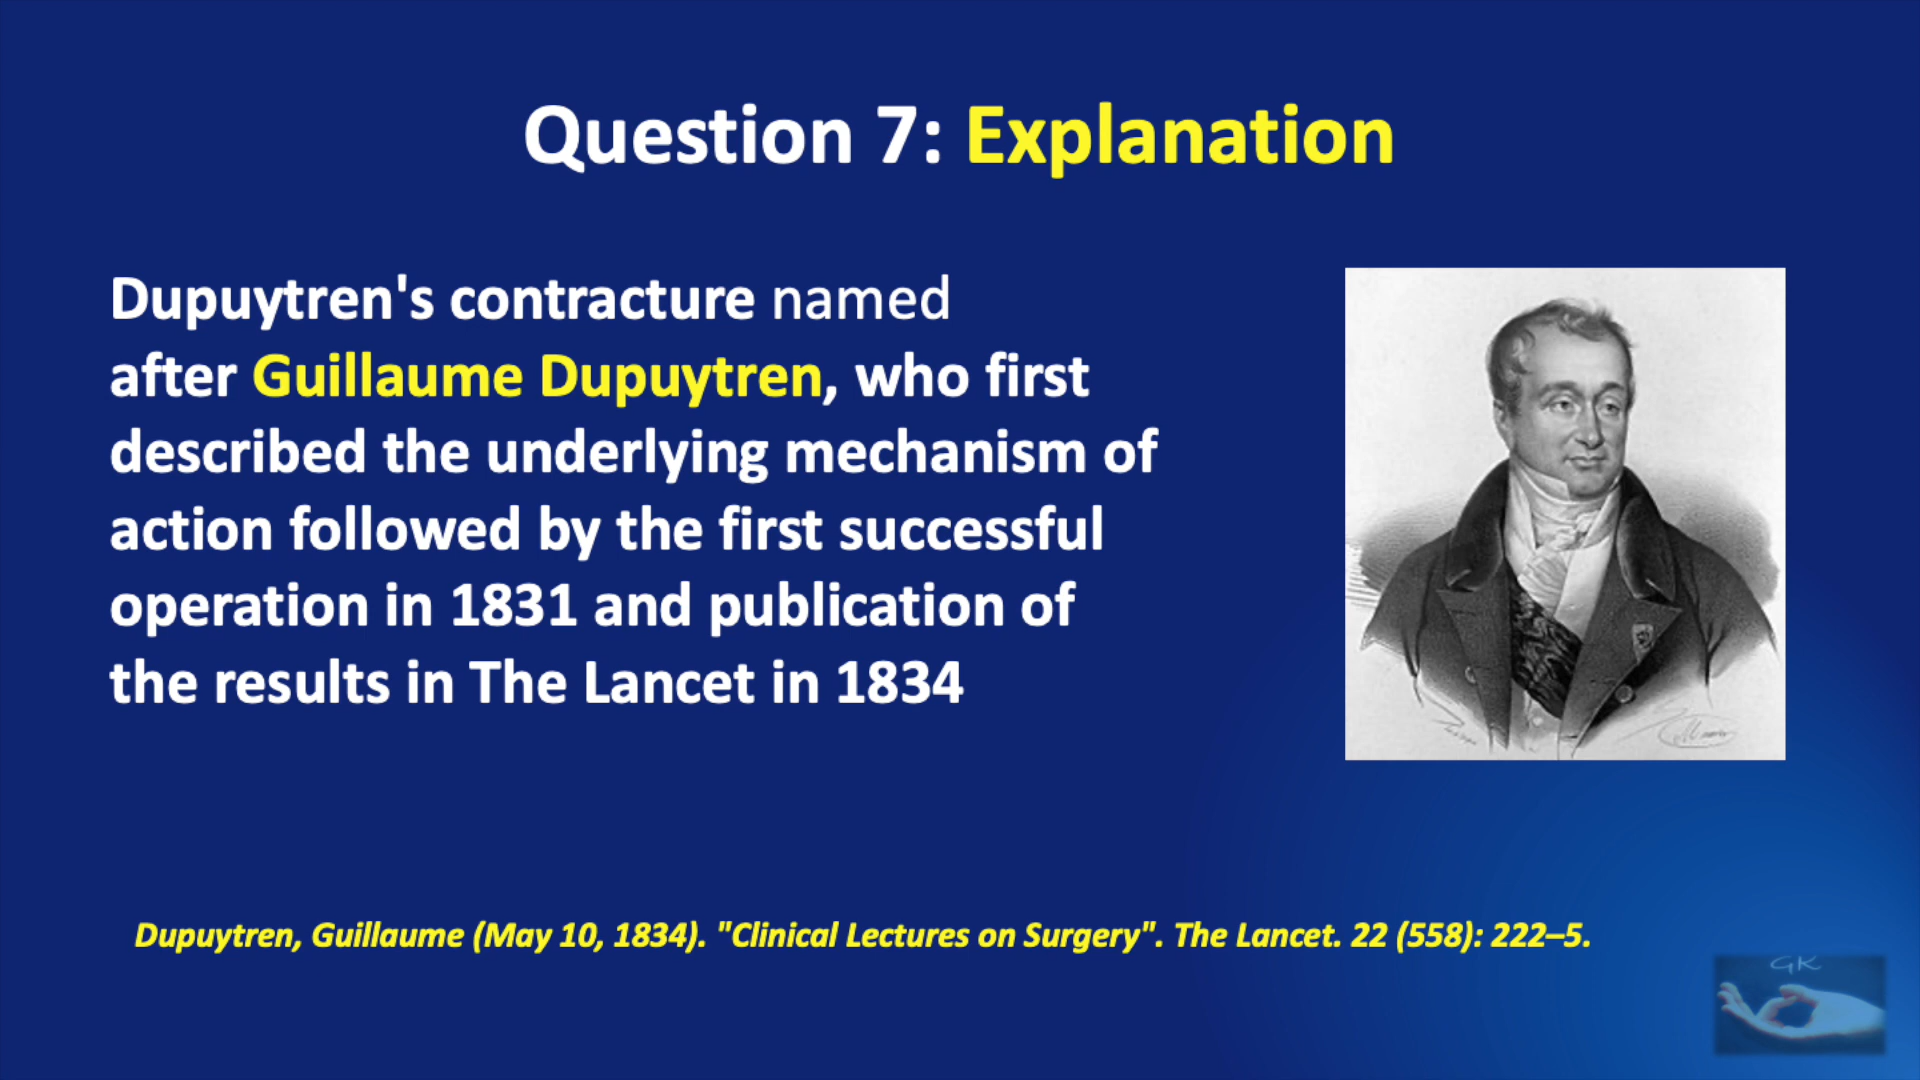 Question 7: Explanation
Dupuytren's contracture named
after Guillaume Dupuytren, who first
described the underlying mechanism of
action followed by the first successful
operation in 1831 and publication of
the results in The Lancet in 1834
Dupuytren, Guillaume (May 10, 1834). "Clinical Lectures on Surgery". The Lancet. 22 (558): 222–5.
GK